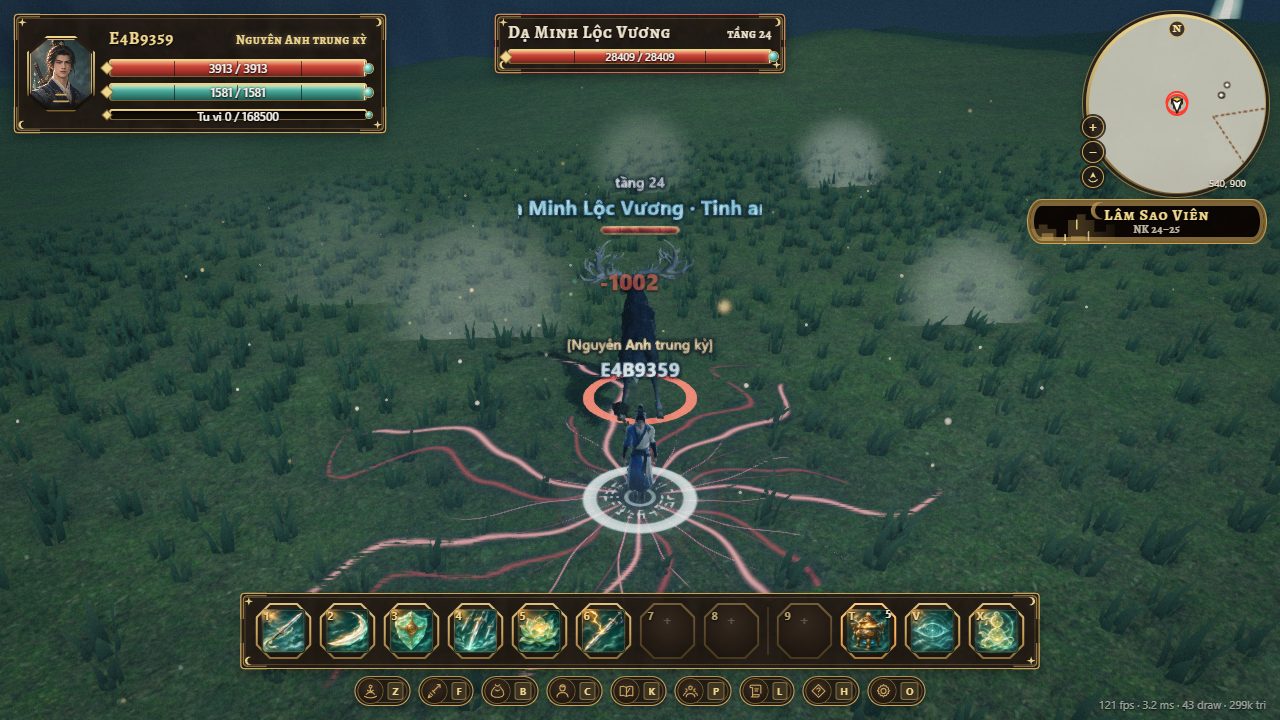 E4B9359
Nguyên Anh trung kỳ
3913 / 3913
1581 / 1581
Tu vi 0 / 168500
Dạ Minh Lộc Vương
tầng 24
28409 / 28409
N
+
−
540, 900
Lâm Sao Viên
NK 24–25
tầng 24
Minh Lộc Vương · Tinh
-1002
[Nguyên Anh trung kỳ]
E4B9359
1 2 3 4 5 6 7 8 9 T 5 V X
Z F B C K P L H O
121 fps · 3.2 ms · 43 draw · 299k tri